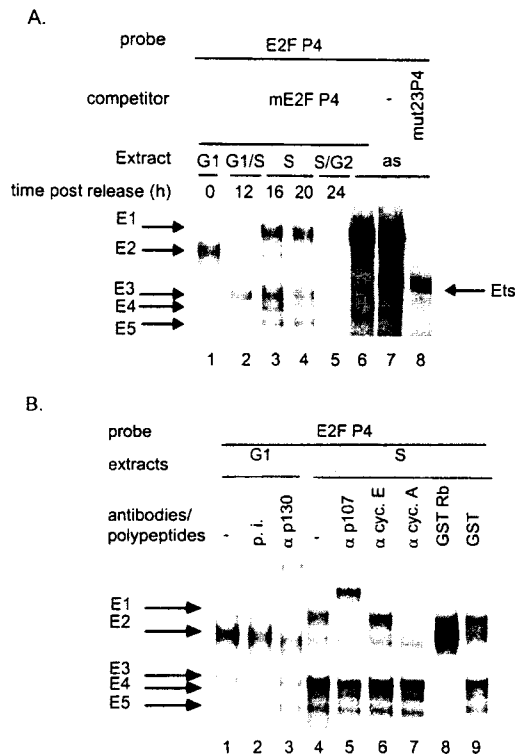 A.
probe E2F P4
competitor mE2F P4 - mut23P4
Extract G1 G1/S S S/G2 as
time post release (h) 0 12 16 20 24
E1
E2
E3
E4
E5
Ets
1 2 3 4 5 6 7 8
B.
probe E2F P4
extracts G1 S
antibodies/ polypeptides - p. i. α p130 - α p107 α cyc. E α cyc. A GST Rb GST
E1
E2
E3
E4
E5
1 2 3 4 5 6 7 8 9